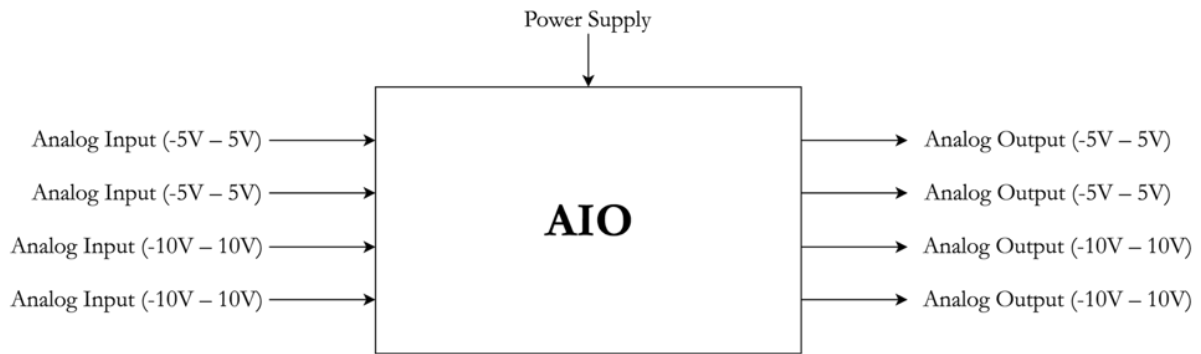 Power Supply
Analog Input (-5V – 5V)
Analog Output (-5V – 5V)
Analog Input (-5V – 5V)
Analog Output (-5V – 5V)
AIO
Analog Input (-10V – 10V)
Analog Output (-10V – 10V)
Analog Input (-10V – 10V)
Analog Output (-10V – 10V)